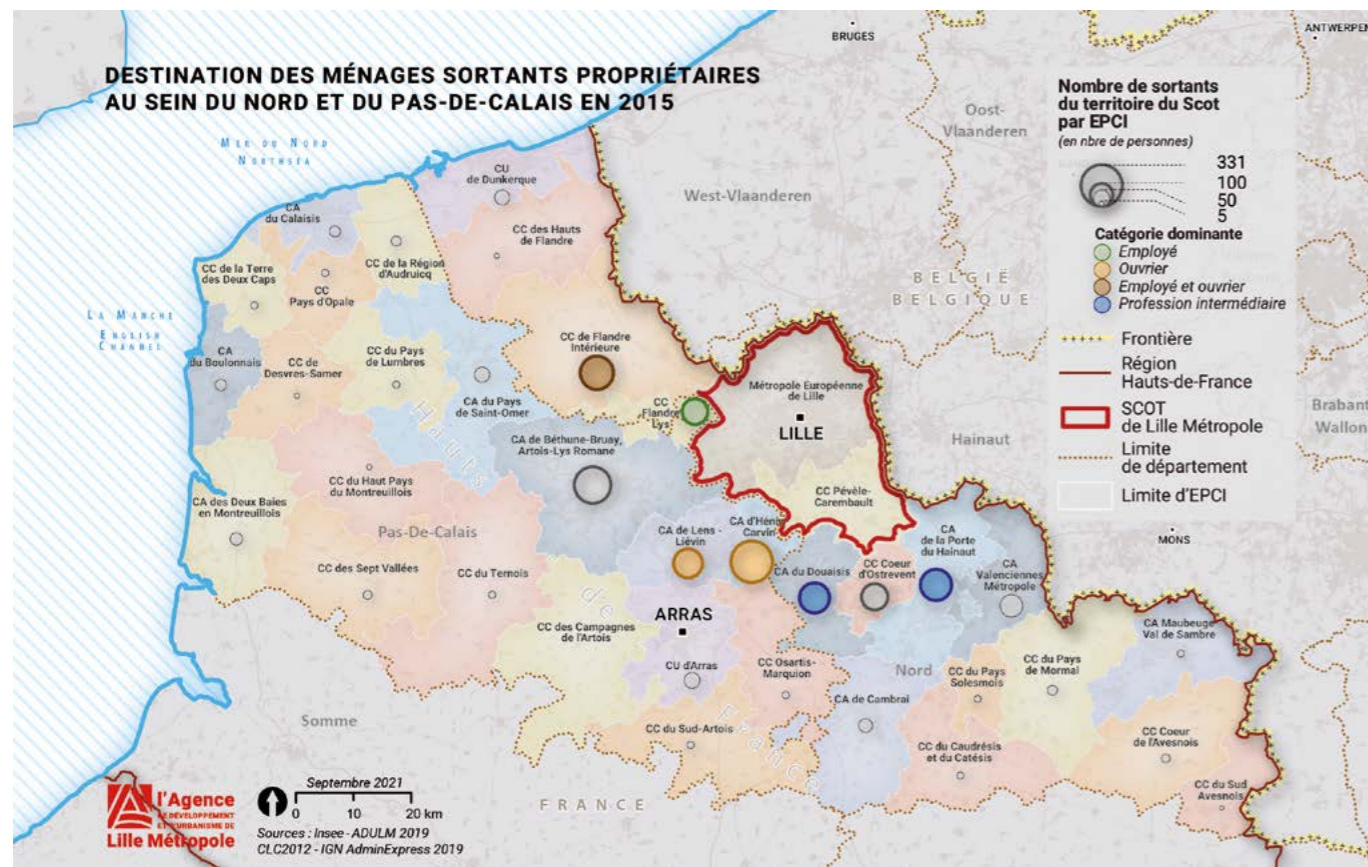 DESTINATION DES MÉNAGES SORTANTS PROPRIÉTAIRES
AU SEIN DU NORD ET DU PAS-DE-CALAIS EN 2015
BRUGES
ANTWERPEN
Oost-
Vlaanderen
West-Vlaanderen
MER DU NORD
NORTHSEA
LA MANCHE
ENGLISH
CHANNEL
BELGIË
BELGIQUE
Hainaut
Brabant
Wallon
MONS
Nombre de sortants
du territoire du Scot
par EPCI
(en nbre de personnes)
331
100
50
5
Catégorie dominante
Employé
Ouvrier
Employé et ouvrier
Profession intermédiaire
Frontière
Région
Hauts-de-France
SCOT
de Lille Métropole
Limite
de département
Limite d'EPCI
CU
de Dunkerque
CA
du Calaisis
CC des Hauts
de Flandre
CC de la Région
d'Audruicq
CC de la Terre
des Deux Caps
CC
Pays d'Opale
CA
du Boulonnais
CC de
Desvres-Samer
CC du Pays
de Lumbres
CA du Pays
de Saint-Omer
CC de Flandre
Intérieure
CC
Flandre
Lys
Métropole Européenne
de Lille
LILLE
CC Pévèle-
Carembault
CA de Béthune-Bruay,
Artois-Lys Romane
CC du Haut Pays
du Montreuillois
CA des Deux Baies
en Montreuillois
Pas-De-Calais
CC des Sept Vallées
CC du Ternois
CA de Lens -
Liévin
CA d'Hénin
Carvin
CA du Douaisis
CC Coeur
d'Ostrevent
CA
de la Porte
du Hainaut
CA
Valenciennes
Métropole
CC des Campagnes
de l'Artois
ARRAS
CU d'Arras
CC Osartis-
Marquion
CC du Sud-Artois
CA de Cambrai
Nord
CC du Pays
Solesmois
CC du Pays
de Mormal
CA Maubeuge
Val de Sambre
CC du Caudrésis
et du Catésis
CC Coeur
de l'Avesnois
CC du Sud
Avesnois
Hauts
de
France
Somme
FRANCE
l'Agence
DE DÉVELOPPEMENT
ET D'URBANISME DE
Lille Métropole
Septembre 2021
0 10 20 km
Sources : Insee - ADULM 2019
CLC2012 - IGN AdminExpress 2019